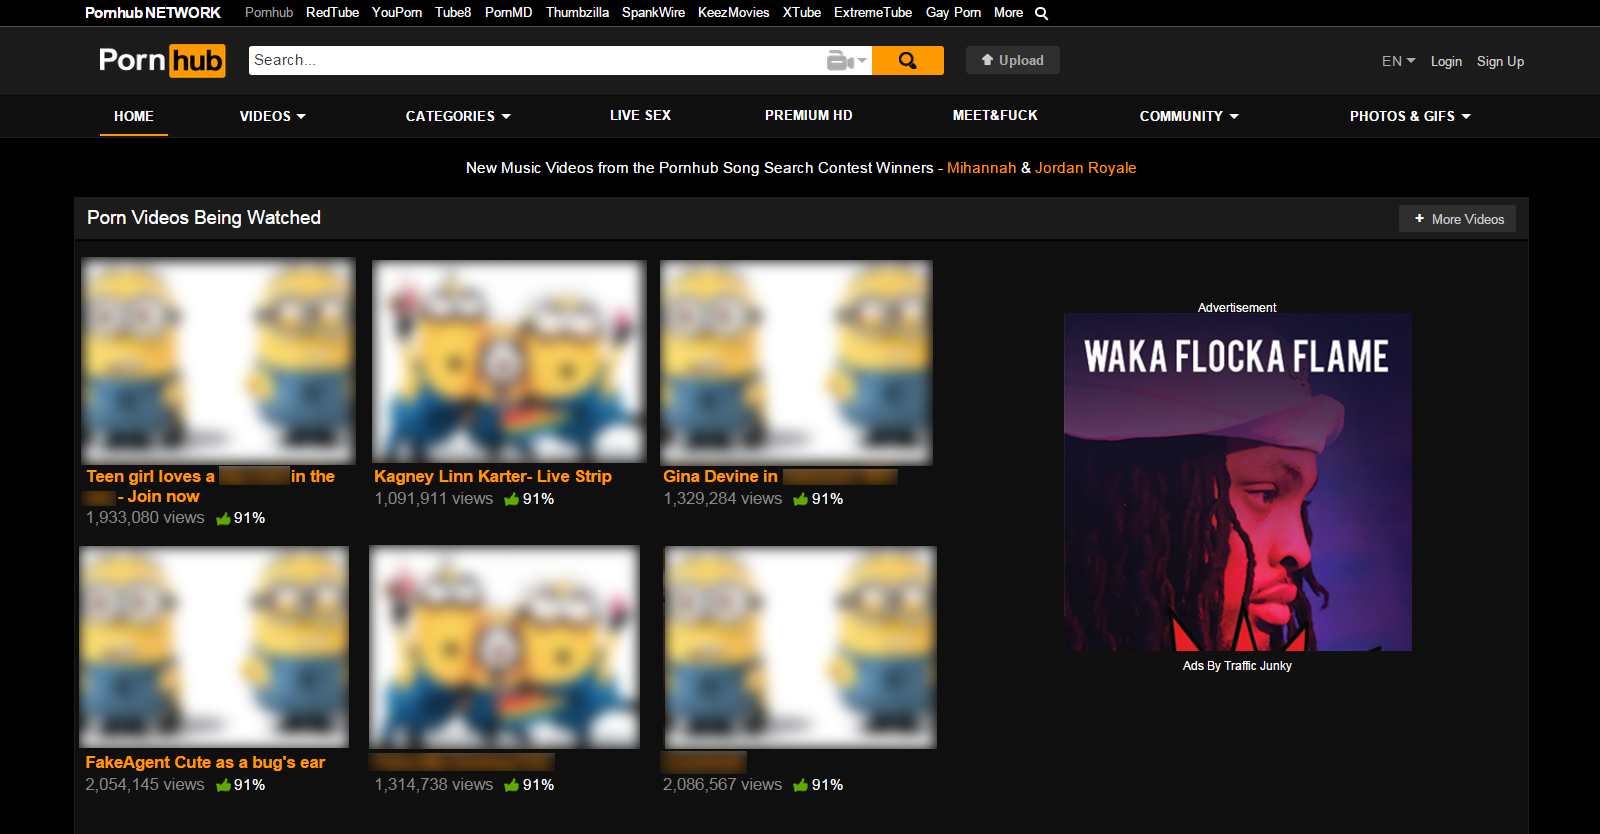 Pornhub NETWORK Pornhub RedTube YouPorn Tube8 PornMD Thumbzilla SpankWire KeezMovies XTube ExtremeTube Gay Porn More
Porn hub Search... Upload EN Login Sign Up
HOME VIDEOS CATEGORIES LIVE SEX PREMIUM HD MEET&FUCK COMMUNITY PHOTOS & GIFS
New Music Videos from the Pornhub Song Search Contest Winners - Mihannah & Jordan Royale
Porn Videos Being Watched + More Videos
Teen girl loves a in the
- Join now
1,933,080 views 91%
Kagney Linn Karter- Live Strip
1,091,911 views 91%
Gina Devine in
1,329,284 views 91%
FakeAgent Cute as a bug's ear
2,054,145 views 91%
1,314,738 views 91%
2,086,567 views 91%
Advertisement
WAKA FLOCKA FLAME
Ads By Traffic Junky